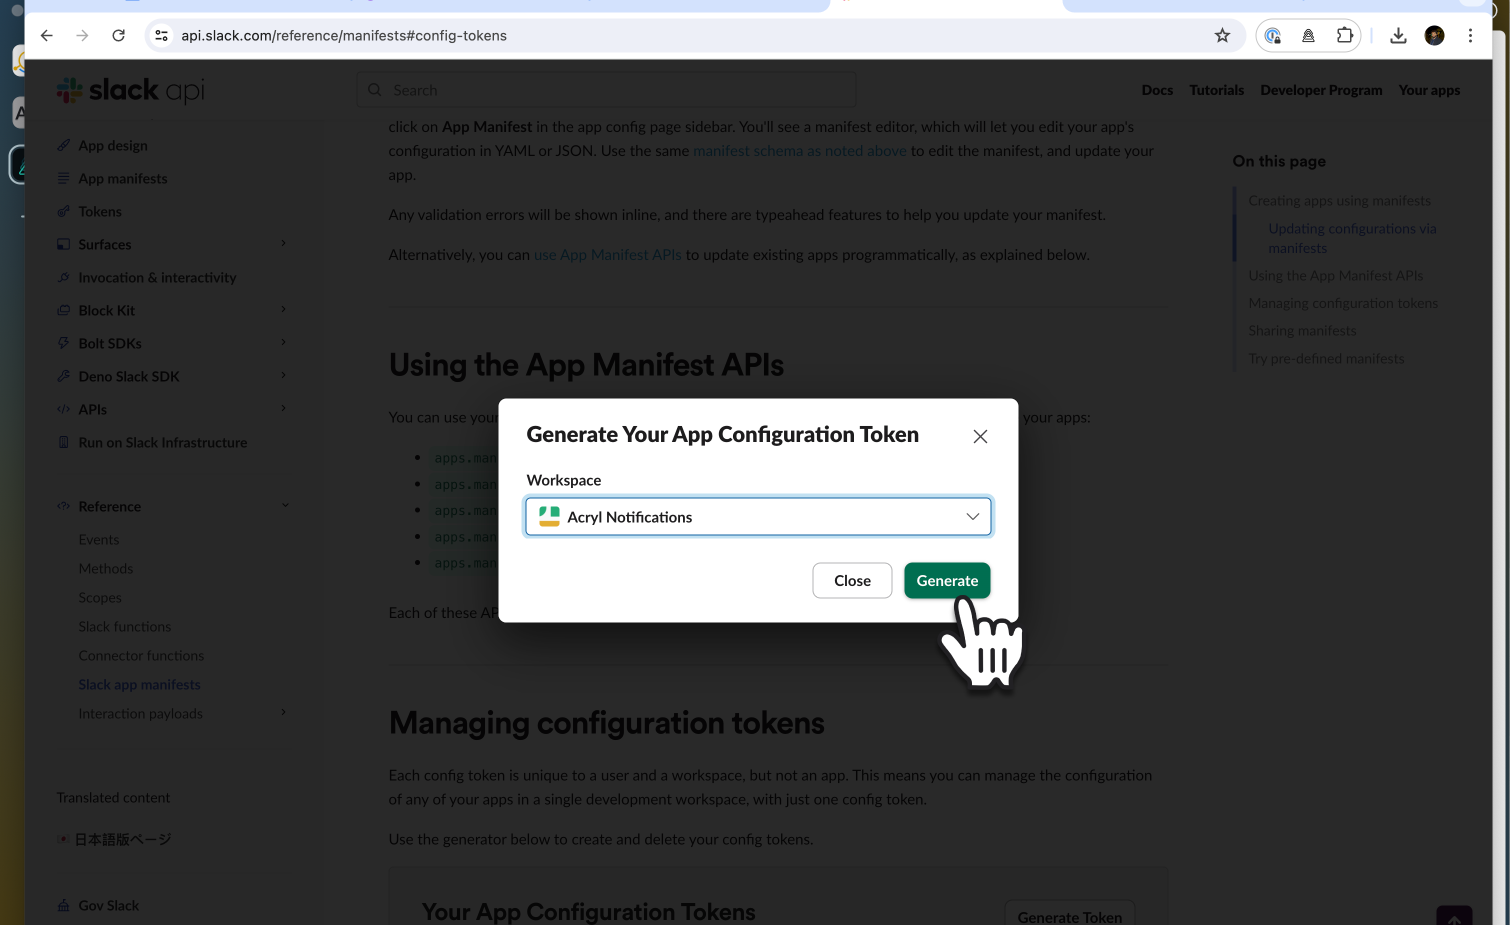 api.slack.com/reference/manifests#config-tokens
slack api
Search
Docs
Tutorials
Developer Program
Your apps
App design
App manifests
Tokens
Surfaces
Invocation & interactivity
Block Kit
Bolt SDKs
Deno Slack SDK
APIs
Run on Slack Infrastructure
Reference
Events
Methods
Scopes
Slack functions
Connector functions
Slack app manifests
Interaction payloads
Translated content
日本語版ページ
Gov Slack
click on App Manifest in the app config page sidebar. You'll see a manifest editor, which will let you edit your app's
configuration in YAML or JSON. Use the same manifest schema as noted above to edit the manifest, and update your
app.
Any validation errors will be shown inline, and there are typeahead features to help you update your manifest.
Alternatively, you can use App Manifest APIs to update existing apps programmatically, as explained below.
Using the App Manifest APIs
You can use your
your apps:
apps.man
apps.man
apps.man
apps.man
apps.man
Each of these AP
Generate Your App Configuration Token
Workspace
Acryl Notifications
Close
Generate
Managing configuration tokens
Each config token is unique to a user and a workspace, but not an app. This means you can manage the configuration
of any of your apps in a single development workspace, with just one config token.
Use the generator below to create and delete your config tokens.
Your App Configuration Tokens
Generate Token
On this page
Creating apps using manifests
Updating configurations via
manifests
Using the App Manifest APIs
Managing configuration tokens
Sharing manifests
Try pre-defined manifests